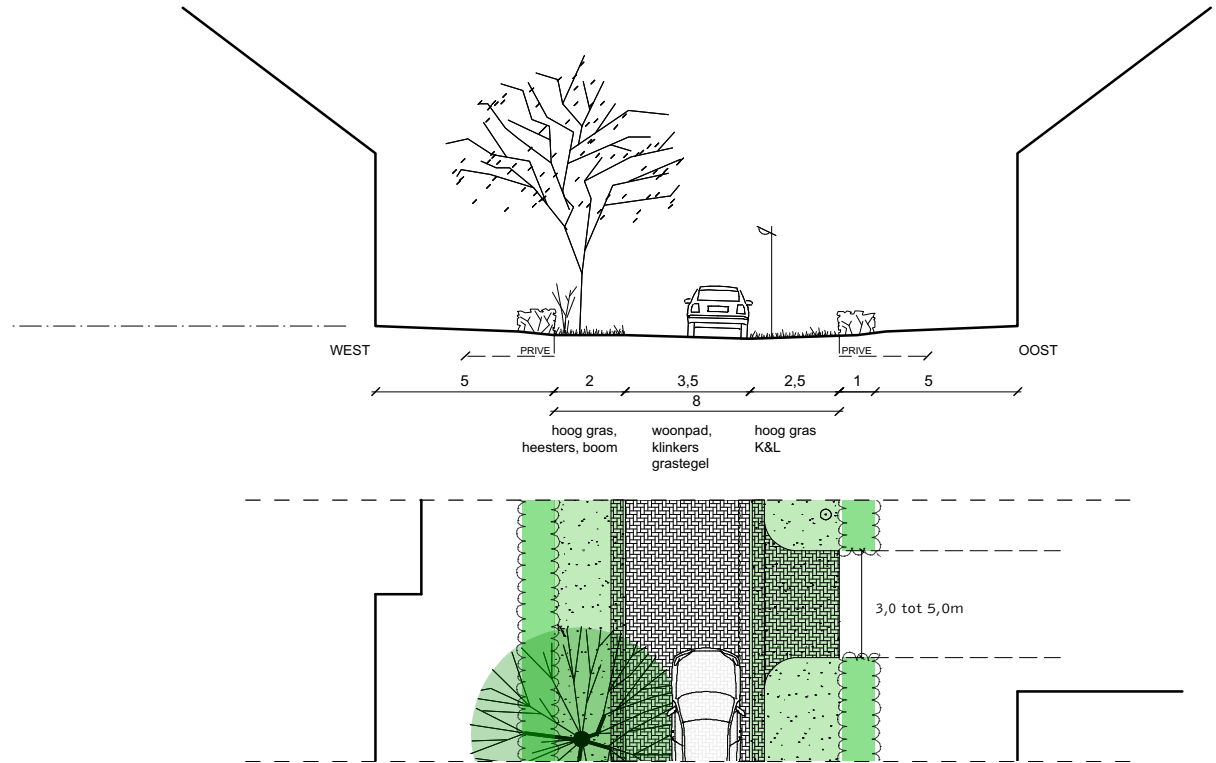 WEST
PRIVE
PRIVE
OOST
5
2
3,5
2,5
1
5
8
hoog gras,
heesters, boom
woonpad,
klinkers
grastegel
hoog gras
K&L
3,0 tot 5,0m